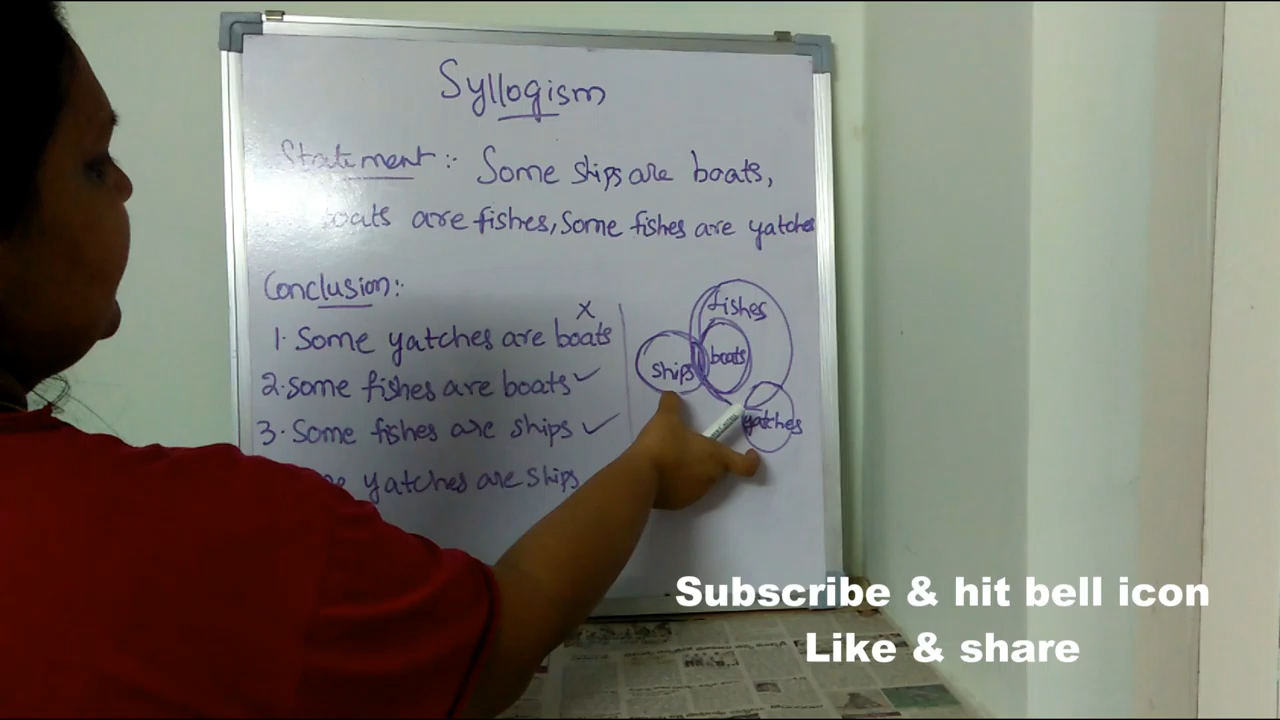 Syllogism
Statement:- Some ships are boats,
boats are fishes, Some fishes are yatches
Conclusion:-
1. Some yatches are boats x
2. some fishes are boats ✓
3. Some fishes are ships ✓
yatches are ships
fishes
boats
ships
yatches
Subscribe & hit bell icon
Like & share